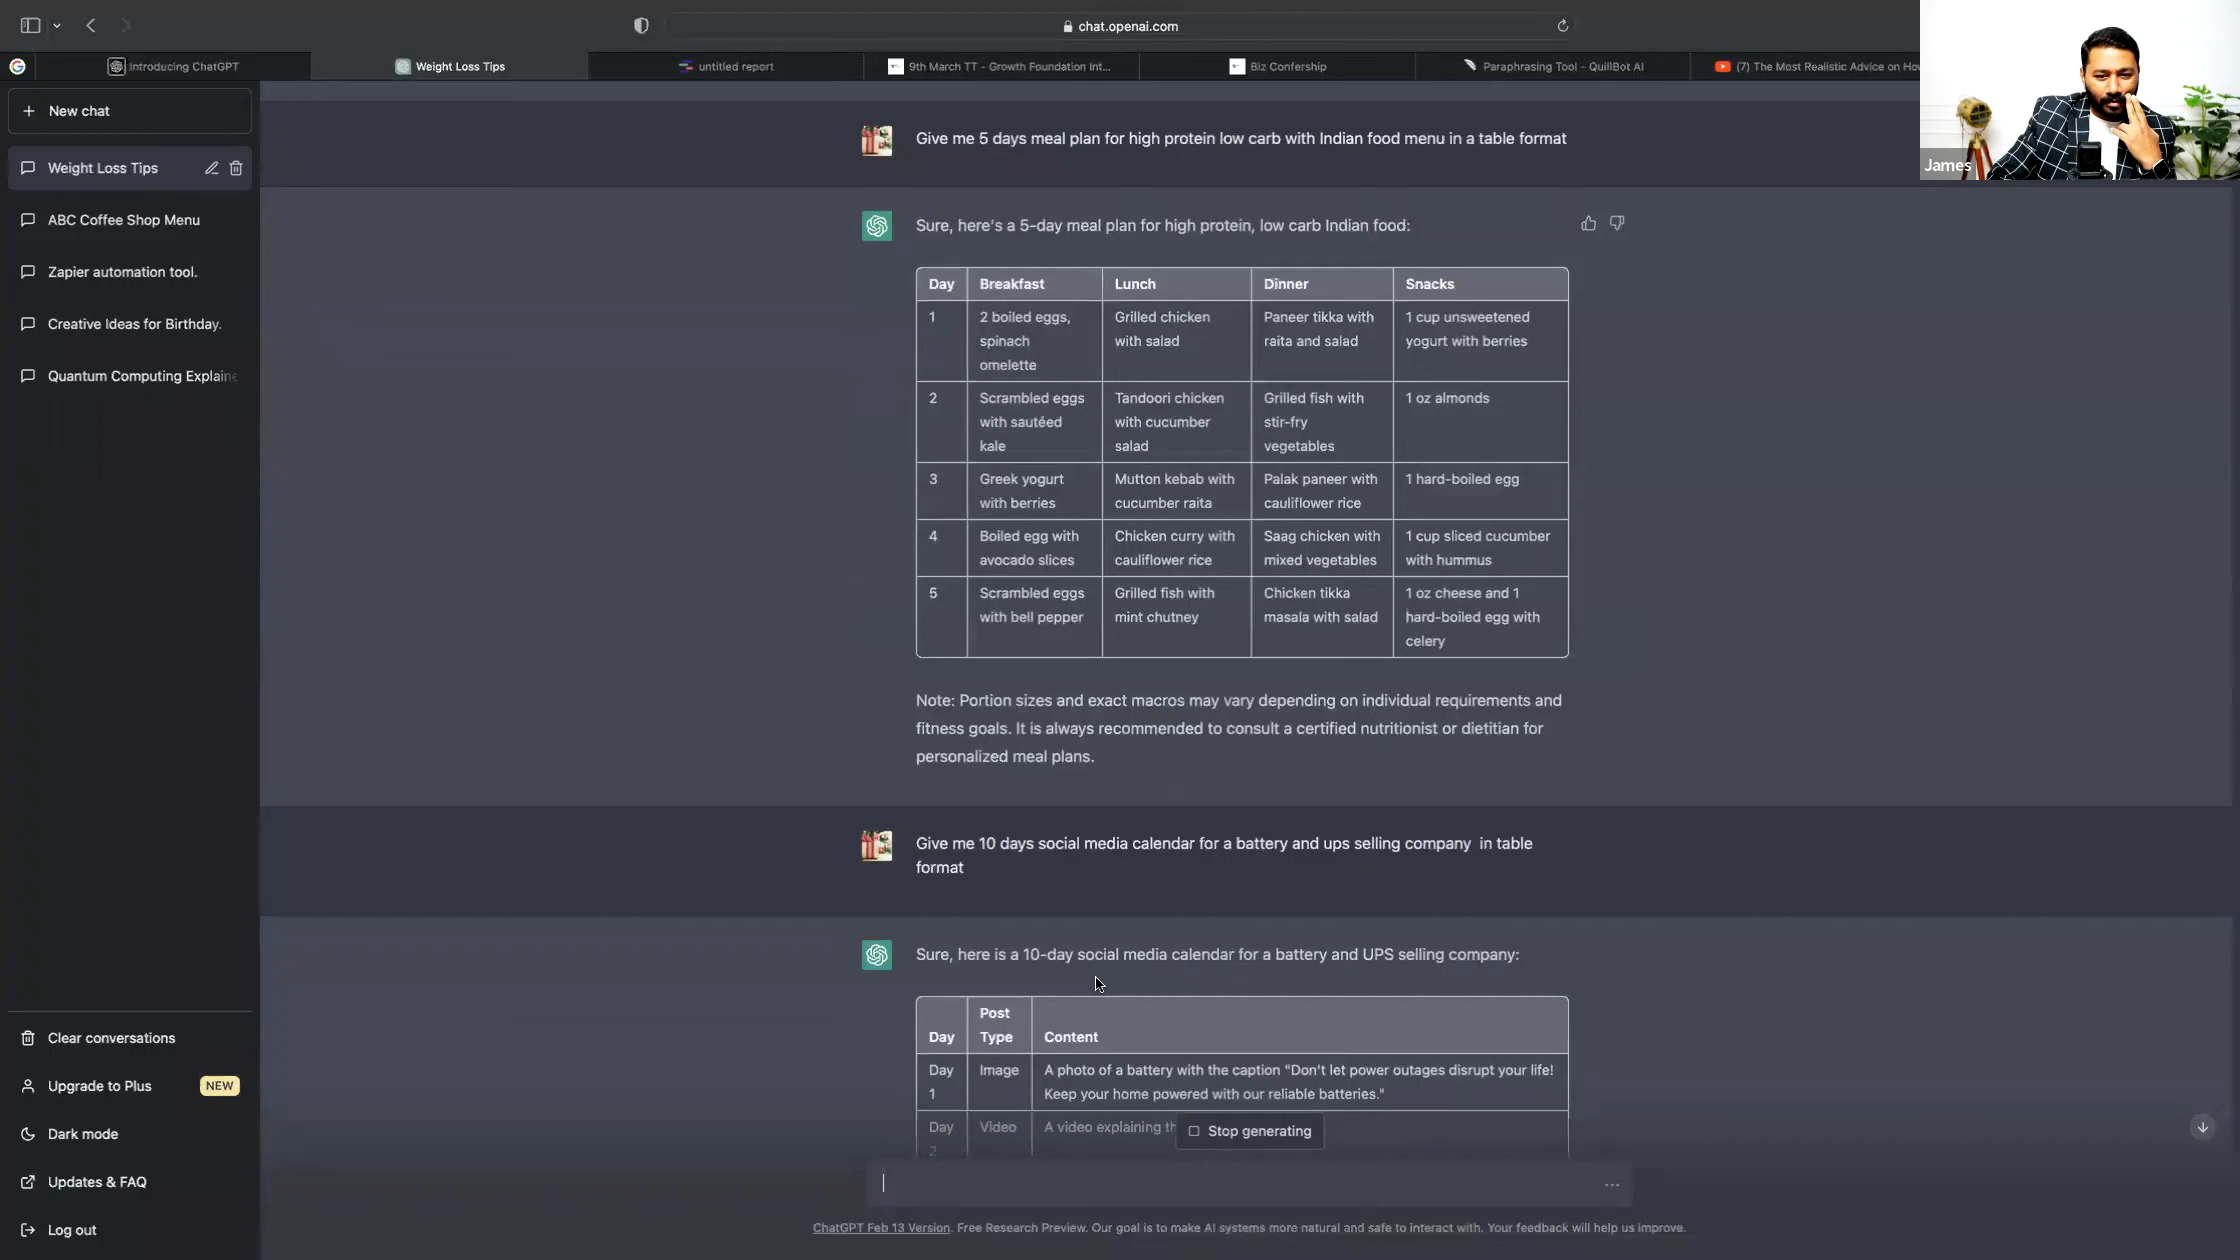 chat.openai.com
Introducing ChatGPT
Weight Loss Tips
untitled report
9th March TT - Growth Foundation Int...
Biz Confership
Paraphrasing Tool - QuillBot AI
(7) The Most Realistic Advice on How
James
New chat
Weight Loss Tips
ABC Coffee Shop Menu
Zapier automation tool.
Creative Ideas for Birthday.
Quantum Computing Explaine
Clear conversations
Upgrade to Plus NEW
Dark mode
Updates & FAQ
Log out
Give me 5 days meal plan for high protein low carb with Indian food menu in a table format
Sure, here's a 5-day meal plan for high protein, low carb Indian food:
Day Breakfast Lunch Dinner Snacks
1 2 boiled eggs, Grilled chicken Paneer tikka with 1 cup unsweetened
spinach with salad raita and salad yogurt with berries
omelette
2 Scrambled eggs Tandoori chicken Grilled fish with 1 oz almonds
with sautéed with cucumber stir-fry
kale salad vegetables
3 Greek yogurt Mutton kebab with Palak paneer with 1 hard-boiled egg
with berries cucumber raita cauliflower rice
4 Boiled egg with Chicken curry with Saag chicken with 1 cup sliced cucumber
avocado slices cauliflower rice mixed vegetables with hummus
5 Scrambled eggs Grilled fish with Chicken tikka 1 oz cheese and 1
with bell pepper mint chutney masala with salad hard-boiled egg with
celery
Note: Portion sizes and exact macros may vary depending on individual requirements and
fitness goals. It is always recommended to consult a certified nutritionist or dietitian for
personalized meal plans.
Give me 10 days social media calendar for a battery and ups selling company in table
format
Sure, here is a 10-day social media calendar for a battery and UPS selling company:
Post
Day Type Content
Day Image A photo of a battery with the caption "Don't let power outages disrupt your life!
1 Keep your home powered with our reliable batteries."
Day Video A video explaining th
2
Stop generating
ChatGPT Feb 13 Version. Free Research Preview. Our goal is to make AI systems more natural and safe to interact with. Your feedback will help us improve.